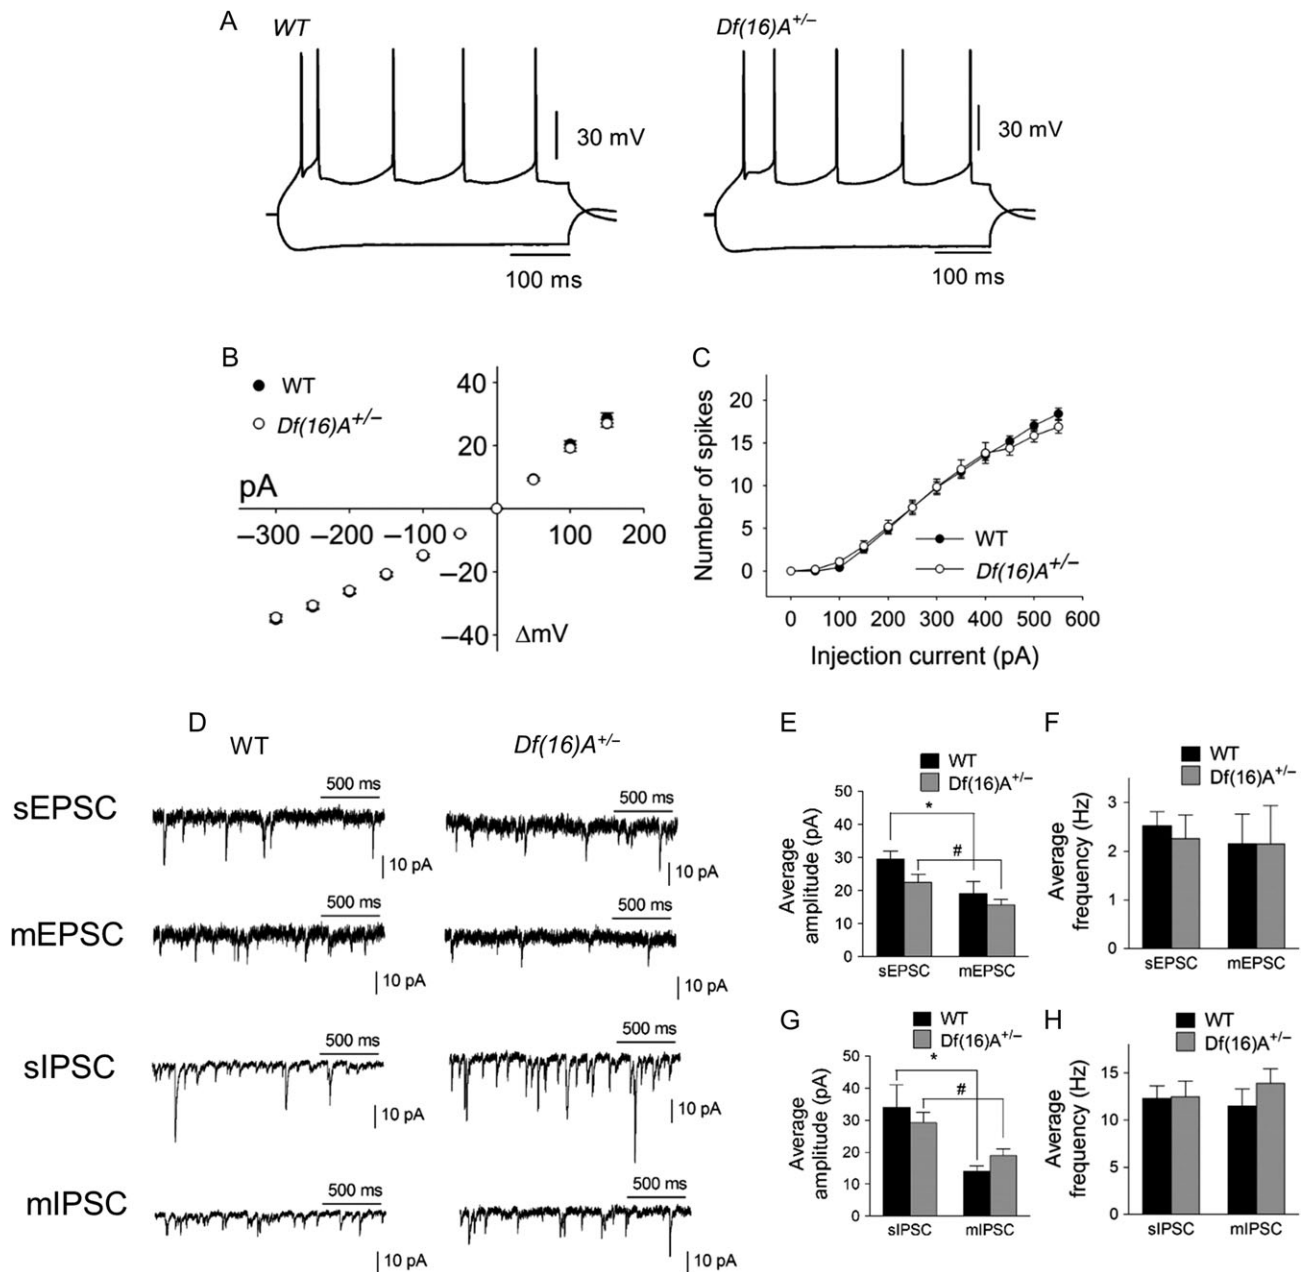 A
WT
Df(16)A+/–
30 mV
30 mV
100 ms
100 ms
B
WT
Df(16)A+/–
pA
40
20
–20
–40
–300
–200
–100
100
200
ΔmV
C
Number of spikes
20
15
10
5
0
WT
Df(16)A+/–
0
100
200
300
400
500
600
Injection current (pA)
D
WT
Df(16)A+/–
sEPSC
500 ms
10 pA
500 ms
10 pA
mEPSC
500 ms
10 pA
500 ms
10 pA
sIPSC
500 ms
10 pA
500 ms
10 pA
mIPSC
500 ms
10 pA
500 ms
10 pA
E
WT
Df(16)A+/–
Average
amplitude (pA)
50
40
30
20
10
0
*
#
sEPSC
mEPSC
F
WT
Df(16)A+/–
Average
frequency (Hz)
3
2
1
0
sEPSC
mEPSC
G
WT
Df(16)A+/–
Average
amplitude (pA)
50
40
30
20
10
0
*
#
sIPSC
mIPSC
H
WT
Df(16)A+/–
Average
frequency (Hz)
15
10
5
0
sIPSC
mIPSC